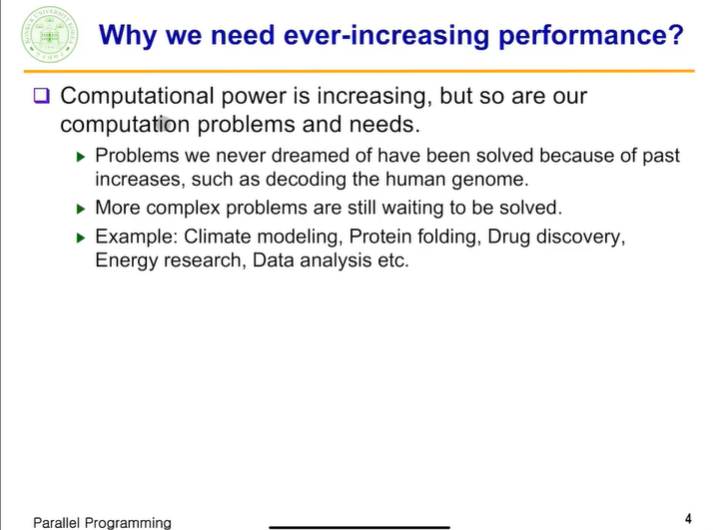 Why we need ever-increasing performance?
Computational power is increasing, but so are our
computation problems and needs.
Problems we never dreamed of have been solved because of past
increases, such as decoding the human genome.
More complex problems are still waiting to be solved.
Example: Climate modeling, Protein folding, Drug discovery,
Energy research, Data analysis etc.
Parallel Programming
4